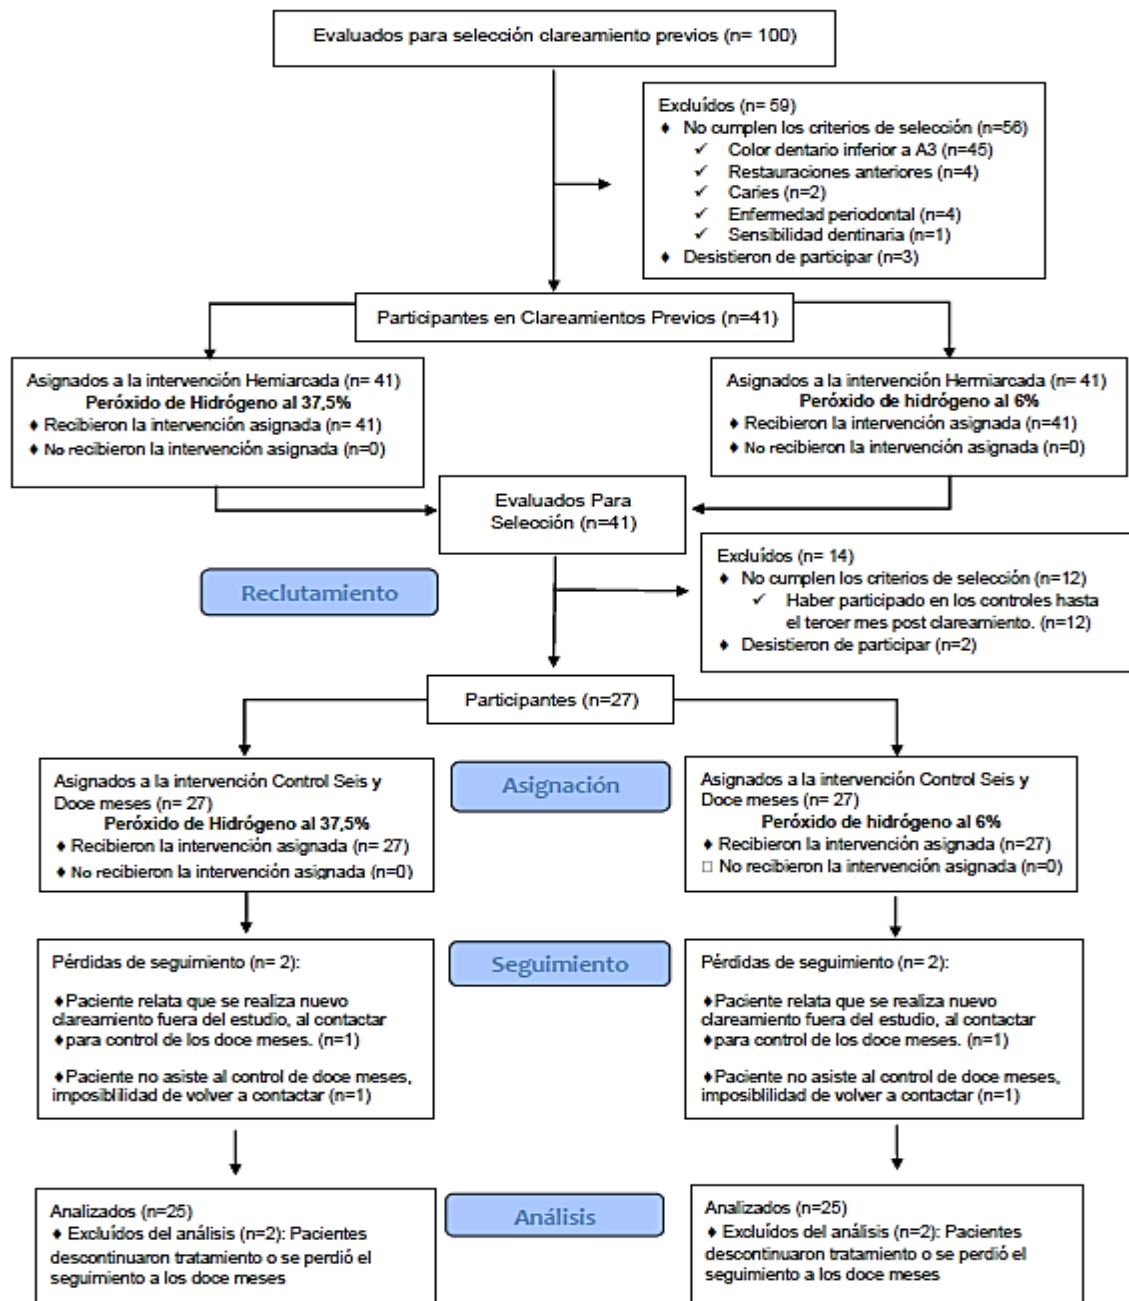 Evaluados para selección clareamiento previos (n= 100)
Excluídos (n= 59)
♦ No cumplen los criterios de selección (n=56)
✓ Color dentario inferior a A3 (n=45)
✓ Restauraciones anteriores (n=4)
✓ Caries (n=2)
✓ Enfermedad periodontal (n=4)
✓ Sensibilidad dentinaria (n=1)
♦ Desistieron de participar (n=3)
Participantes en Clareamientos Previos (n=41)
Asignados a la intervención Hemiarcada (n= 41)
Peróxido de Hidrógeno al 37,5%
♦ Recibieron la intervención asignada (n= 41)
♦ No recibieron la intervención asignada (n=0)
Asignados a la intervención Hermiarcada (n= 41)
Peróxido de hidrógeno al 6%
♦ Recibieron la intervención asignada (n=41)
♦ No recibieron la intervención asignada (n=0)
Evaluados Para
Selección (n=41)
Excluídos (n= 14)
♦ No cumplen los criterios de selección (n=12)
✓ Haber participado en los controles hasta
el tercer mes post clareamiento. (n=12)
♦ Desistieron de participar (n=2)
Reclutamiento
Participantes (n=27)
Asignados a la intervención Control Seis y
Doce meses (n= 27)
Peróxido de Hidrógeno al 37,5%
♦ Recibieron la intervención asignada (n= 27)
♦ No recibieron la intervención asignada (n=0)
Asignación
Asignados a la intervención Control Seis y
Doce meses (n= 27)
Peróxido de hidrógeno al 6%
♦ Recibieron la intervención asignada (n=27)
□ No recibieron la intervención asignada (n=0)
Pérdidas de seguimiento (n= 2):
♦Paciente relata que se realiza nuevo
clareamiento fuera del estudio, al contactar
♦para control de los doce meses. (n=1)
♦Paciente no asiste al control de doce meses,
imposiblilidad de volver a contactar (n=1)
Seguimiento
Pérdidas de seguimiento (n= 2):
♦Paciente relata que se realiza nuevo
clareamiento fuera del estudio, al contactar
♦para control de los doce meses. (n=1)
♦Paciente no asiste al control de doce meses,
imposiblilidad de volver a contactar (n=1)
Analizados (n=25)
♦ Excluídos del análisis (n=2): Pacientes
descontinuaron tratamiento o se perdió el
seguimiento a los doce meses
Análisis
Analizados (n=25)
♦ Excluídos del análisis (n=2): Pacientes
descontinuaron tratamiento o se perdió el
seguimiento a los doce meses